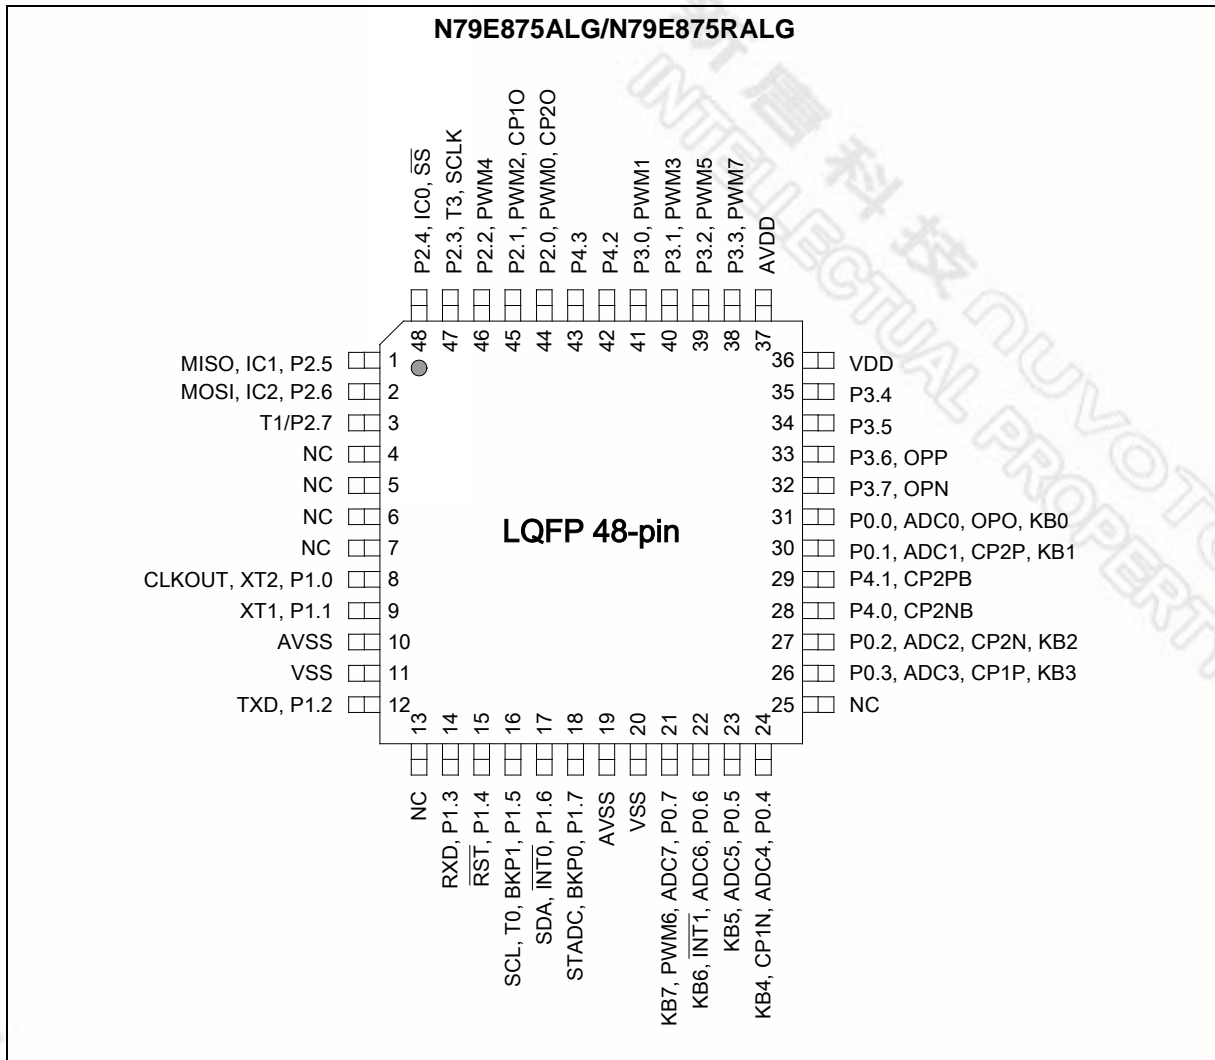 N79E875ALG/N79E875RALG
P2.4, IC0, SS
P2.3, T3, SCLK
P2.2, PWM4
P2.1, PWM2, CP1O
P2.0, PWM0, CP2O
P4.3
P4.2
P3.0, PWM1
P3.1, PWM3
P3.2, PWM5
P3.3, PWM7
AVDD
48
47
46
45
44
43
42
41
40
39
38
37
MISO, IC1, P2.5 1
MOSI, IC2, P2.6 2
T1/P2.7 3
NC 4
NC 5
NC 6
NC 7
CLKOUT, XT2, P1.0 8
XT1, P1.1 9
AVSS 10
VSS 11
TXD, P1.2 12
LQFP 48-pin
36 VDD
35 P3.4
34 P3.5
33 P3.6, OPP
32 P3.7, OPN
31 P0.0, ADC0, OPO, KB0
30 P0.1, ADC1, CP2P, KB1
29 P4.1, CP2PB
28 P4.0, CP2NB
27 P0.2, ADC2, CP2N, KB2
26 P0.3, ADC3, CP1P, KB3
25 NC
13
14
15
16
17
18
19
20
21
22
23
24
NC
RXD, P1.3
RST, P1.4
SCL, T0, BKP1, P1.5
SDA, INT0, P1.6
STADC, BKP0, P1.7
AVSS
VSS
KB7, PWM6, ADC7, P0.7
KB6, INT1, ADC6, P0.6
KB5, ADC5, P0.5
KB4, CP1N, ADC4, P0.4
新唐科技 nuvoTo
INTELLECTUAL PROPERTY